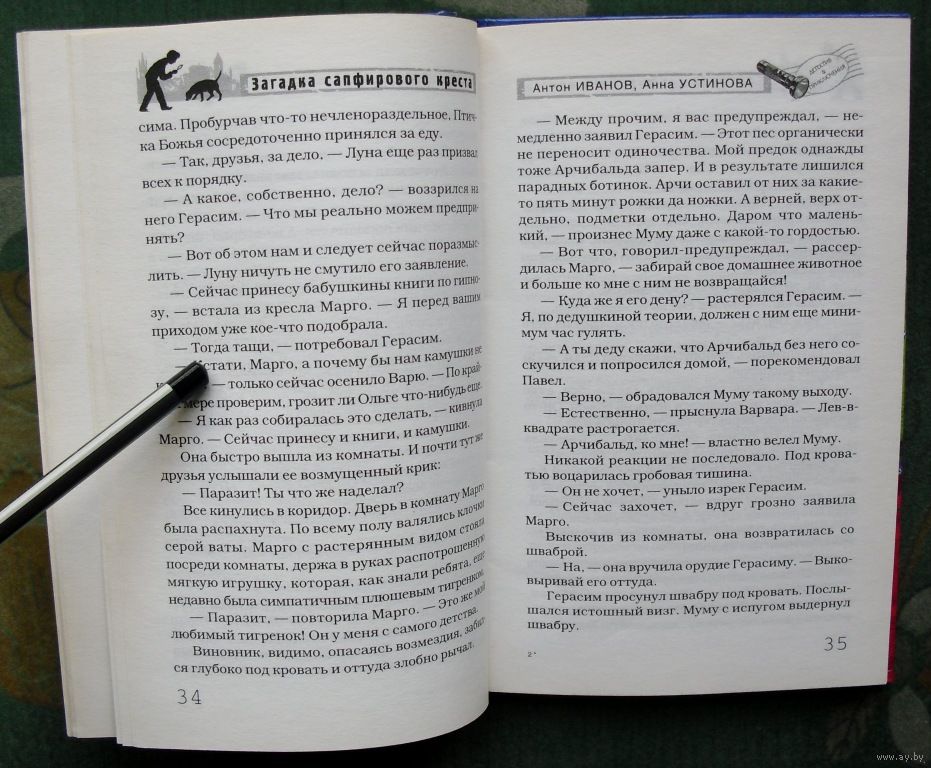 Загадка сапфирового креста
сима. Пробурчав что-то нечленораздельное, Птич-
ка Божья сосредоточенно принялся за еду.
— Так, друзья, за дело, — Луна еще раз призвал
всех к порядку.
— А какое, собственно, дело? — воззрился на
него Герасим. — Что мы реально можем предпри-
нять?
— Вот об этом нам и следует сейчас поразмыс-
лить. — Луну ничуть не смутило его заявление.
— Сейчас принесу бабушкины книги по гипно-
зу, — встала из кресла Марго. — Я перед вашим
приходом уже кое-что подобрала.
— Тогда тащи, — потребовал Герасим.
Марго, а почему бы нам камушки не
— только сейчас осенило Варю. — По край-
мере проверим, грозит ли Ольге что-нибудь еще.
— Я как раз собиралась это сделать, — кивнула
Марго. — Сейчас принесу и книги, и камушки.
Она быстро вышла из комнаты. И почти тут же
друзья услышали ее возмущенный крик:
— Паразит! Ты что же наделал?
Все кинулись в коридор. Дверь в комнату Марго
была распахнута. По всему полу валялись клочки
серой ваты. Марго с растерянным видом стояла
посреди комнаты, держа в руках распотрошенную
мягкую игрушку, которая, как знали ребята, еще
недавно была симпатичным плюшевым тигренком.
— Паразит, — повторила Марго. — Это же мой
любимый тигренок! Он у меня с самого детства.
Виновник, видимо, опасаясь возмездия, забил-
ся глубоко под кровать и оттуда злобно рычал.
34
Антон ИВАНОВ, Анна УСТИНОВА
ДЕТЕКТИВ
&
ПРИКЛЮЧЕНИЯ
— Между прочим, я вас предупреждал, — не-
медленно заявил Герасим. — Этот пес органически
не переносит одиночества. Мой предок однажды
тоже Арчибальда запер. И в результате лишился
парадных ботинок. Арчи оставил от них за какие-
то пять минут рожки да ножки. А верней, верх от-
дельно, подметки отдельно. Даром что малень-
кий, — произнес Муму даже с какой-то гордостью.
— Вот что, говорил-предупреждал, — рассер-
дилась Марго, — забирай свое домашнее животное
и больше ко мне с ним не возвращайся!
— Куда же я его дену? — растерялся Герасим. —
Я, по дедушкиной теории, должен с ним еще мини-
мум час гулять.
— А ты деду скажи, что Арчибальд без него со-
скучился и попросился домой, — порекомендовал
Павел.
— Верно, — обрадовался Муму такому выходу.
— Естественно, — прыснула Варвара. — Лев-в-
квадрате растрогается.
— Арчибальд, ко мне! — властно велел Муму.
Никакой реакции не последовало. Под крова-
тью воцарилась гробовая тишина.
— Он не хочет, — уныло изрек Герасим.
— Сейчас захочет, — вдруг грозно заявила
Марго.
Выскочив из комнаты, она возвратилась со
шваброй.
— На, — она вручила орудие Герасиму. — Выко-
выривай его оттуда.
Герасим просунул швабру под кровать. Послы-
шался истошный визг. Муму с испугом выдернул
швабру.
2*
35
www.ay.by